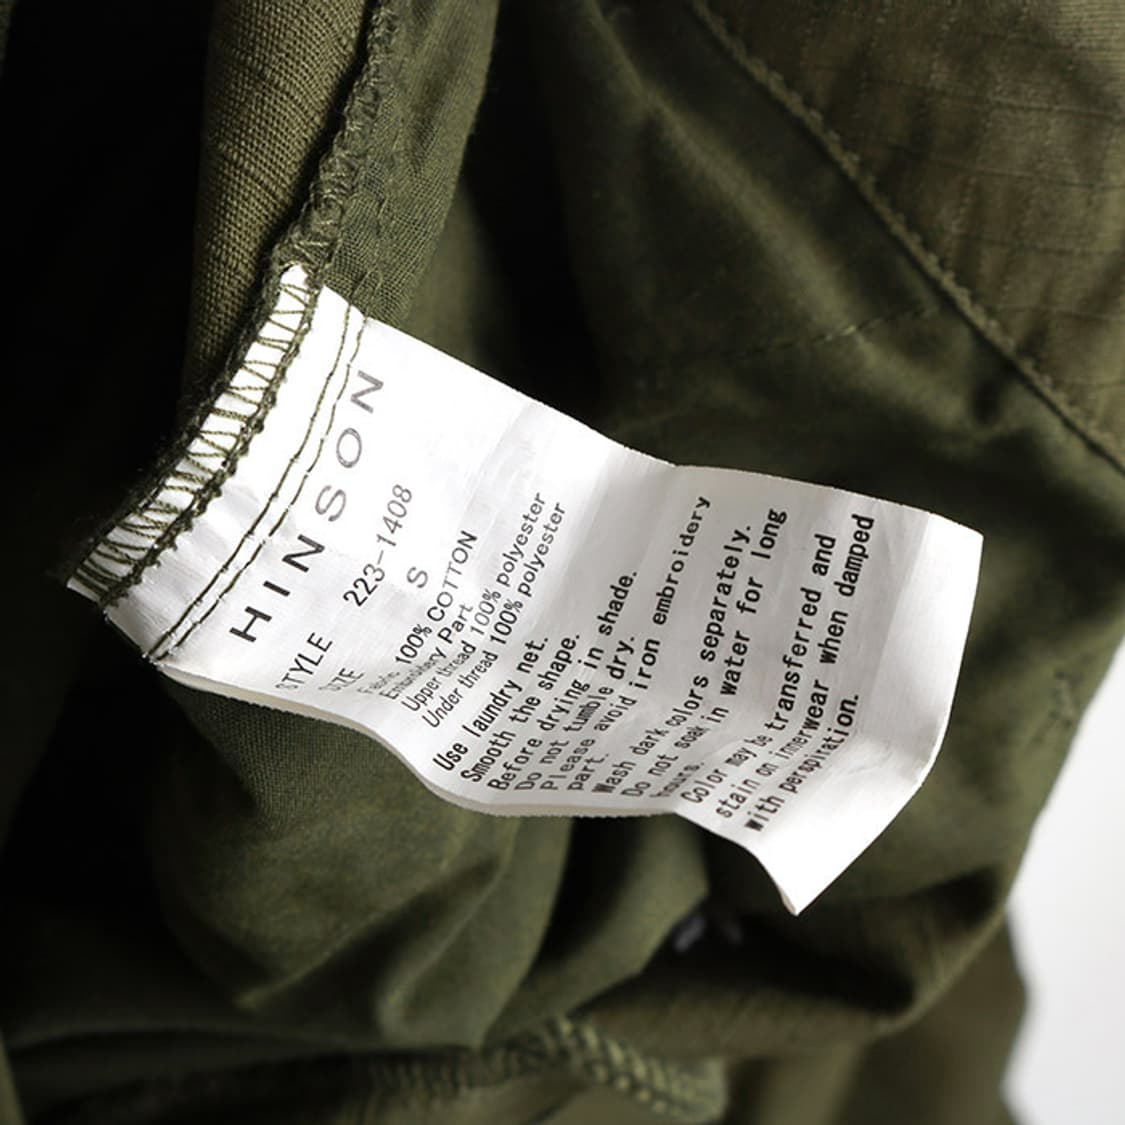 HINSON
STYLE 223-1408
SIZE S
Fabric 100% COTTON
Embroidery Part
Upper thread 100% polyester
Under thread 100% polyester
Use laundry net.
Smooth the shape.
Before drying in shade.
Do not tumble dry.
Please avoid iron embroidery
part.
Wash dark colors separately.
Do not soak in water for long
hours.
Color may be transferred and
stain on innerwear when damped
with perspiration.